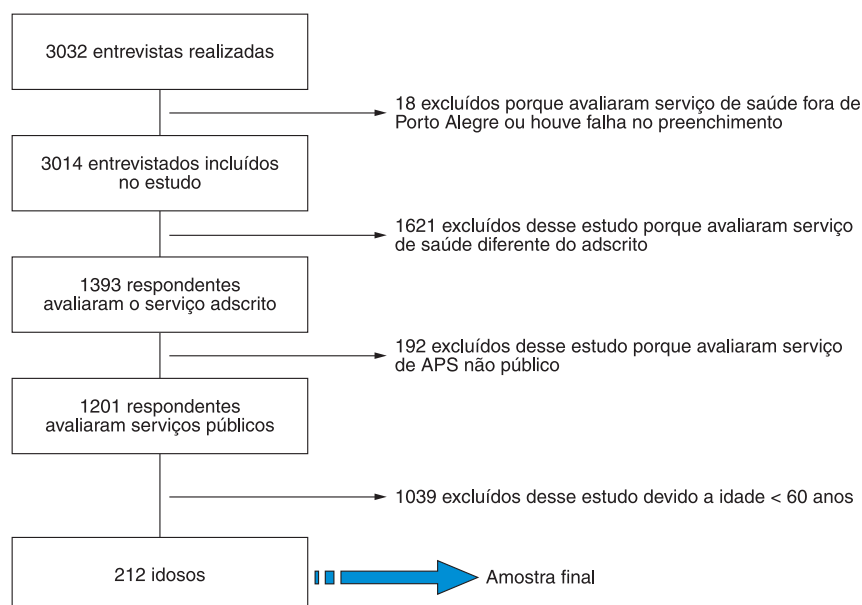 3032 entrevistas realizadas
18 excluídos porque avaliaram serviço de saúde fora de
Porto Alegre ou houve falha no preenchimento
3014 entrevistados incluídos
no estudo
1621 excluídos desse estudo porque avaliaram serviço
de saúde diferente do adscrito
1393 respondentes
avaliaram o serviço adscrito
192 excluídos desse estudo porque avaliaram serviço
de APS não público
1201 respondentes
avaliaram serviços públicos
1039 excluídos desse estudo devido a idade < 60 anos
212 idosos
Amostra final